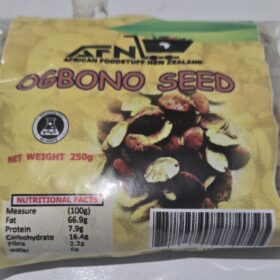 AFN
AFRICAN FOODSTUFF NEW ZEALAND
OGBONO SEED
NET WEIGHT 250g
NUTRITIONAL FACTS
Measure (100g)
Fat 66.9g
Protein 7.9g
Carbohydrate 16.4g
Fibre 2.3g
water